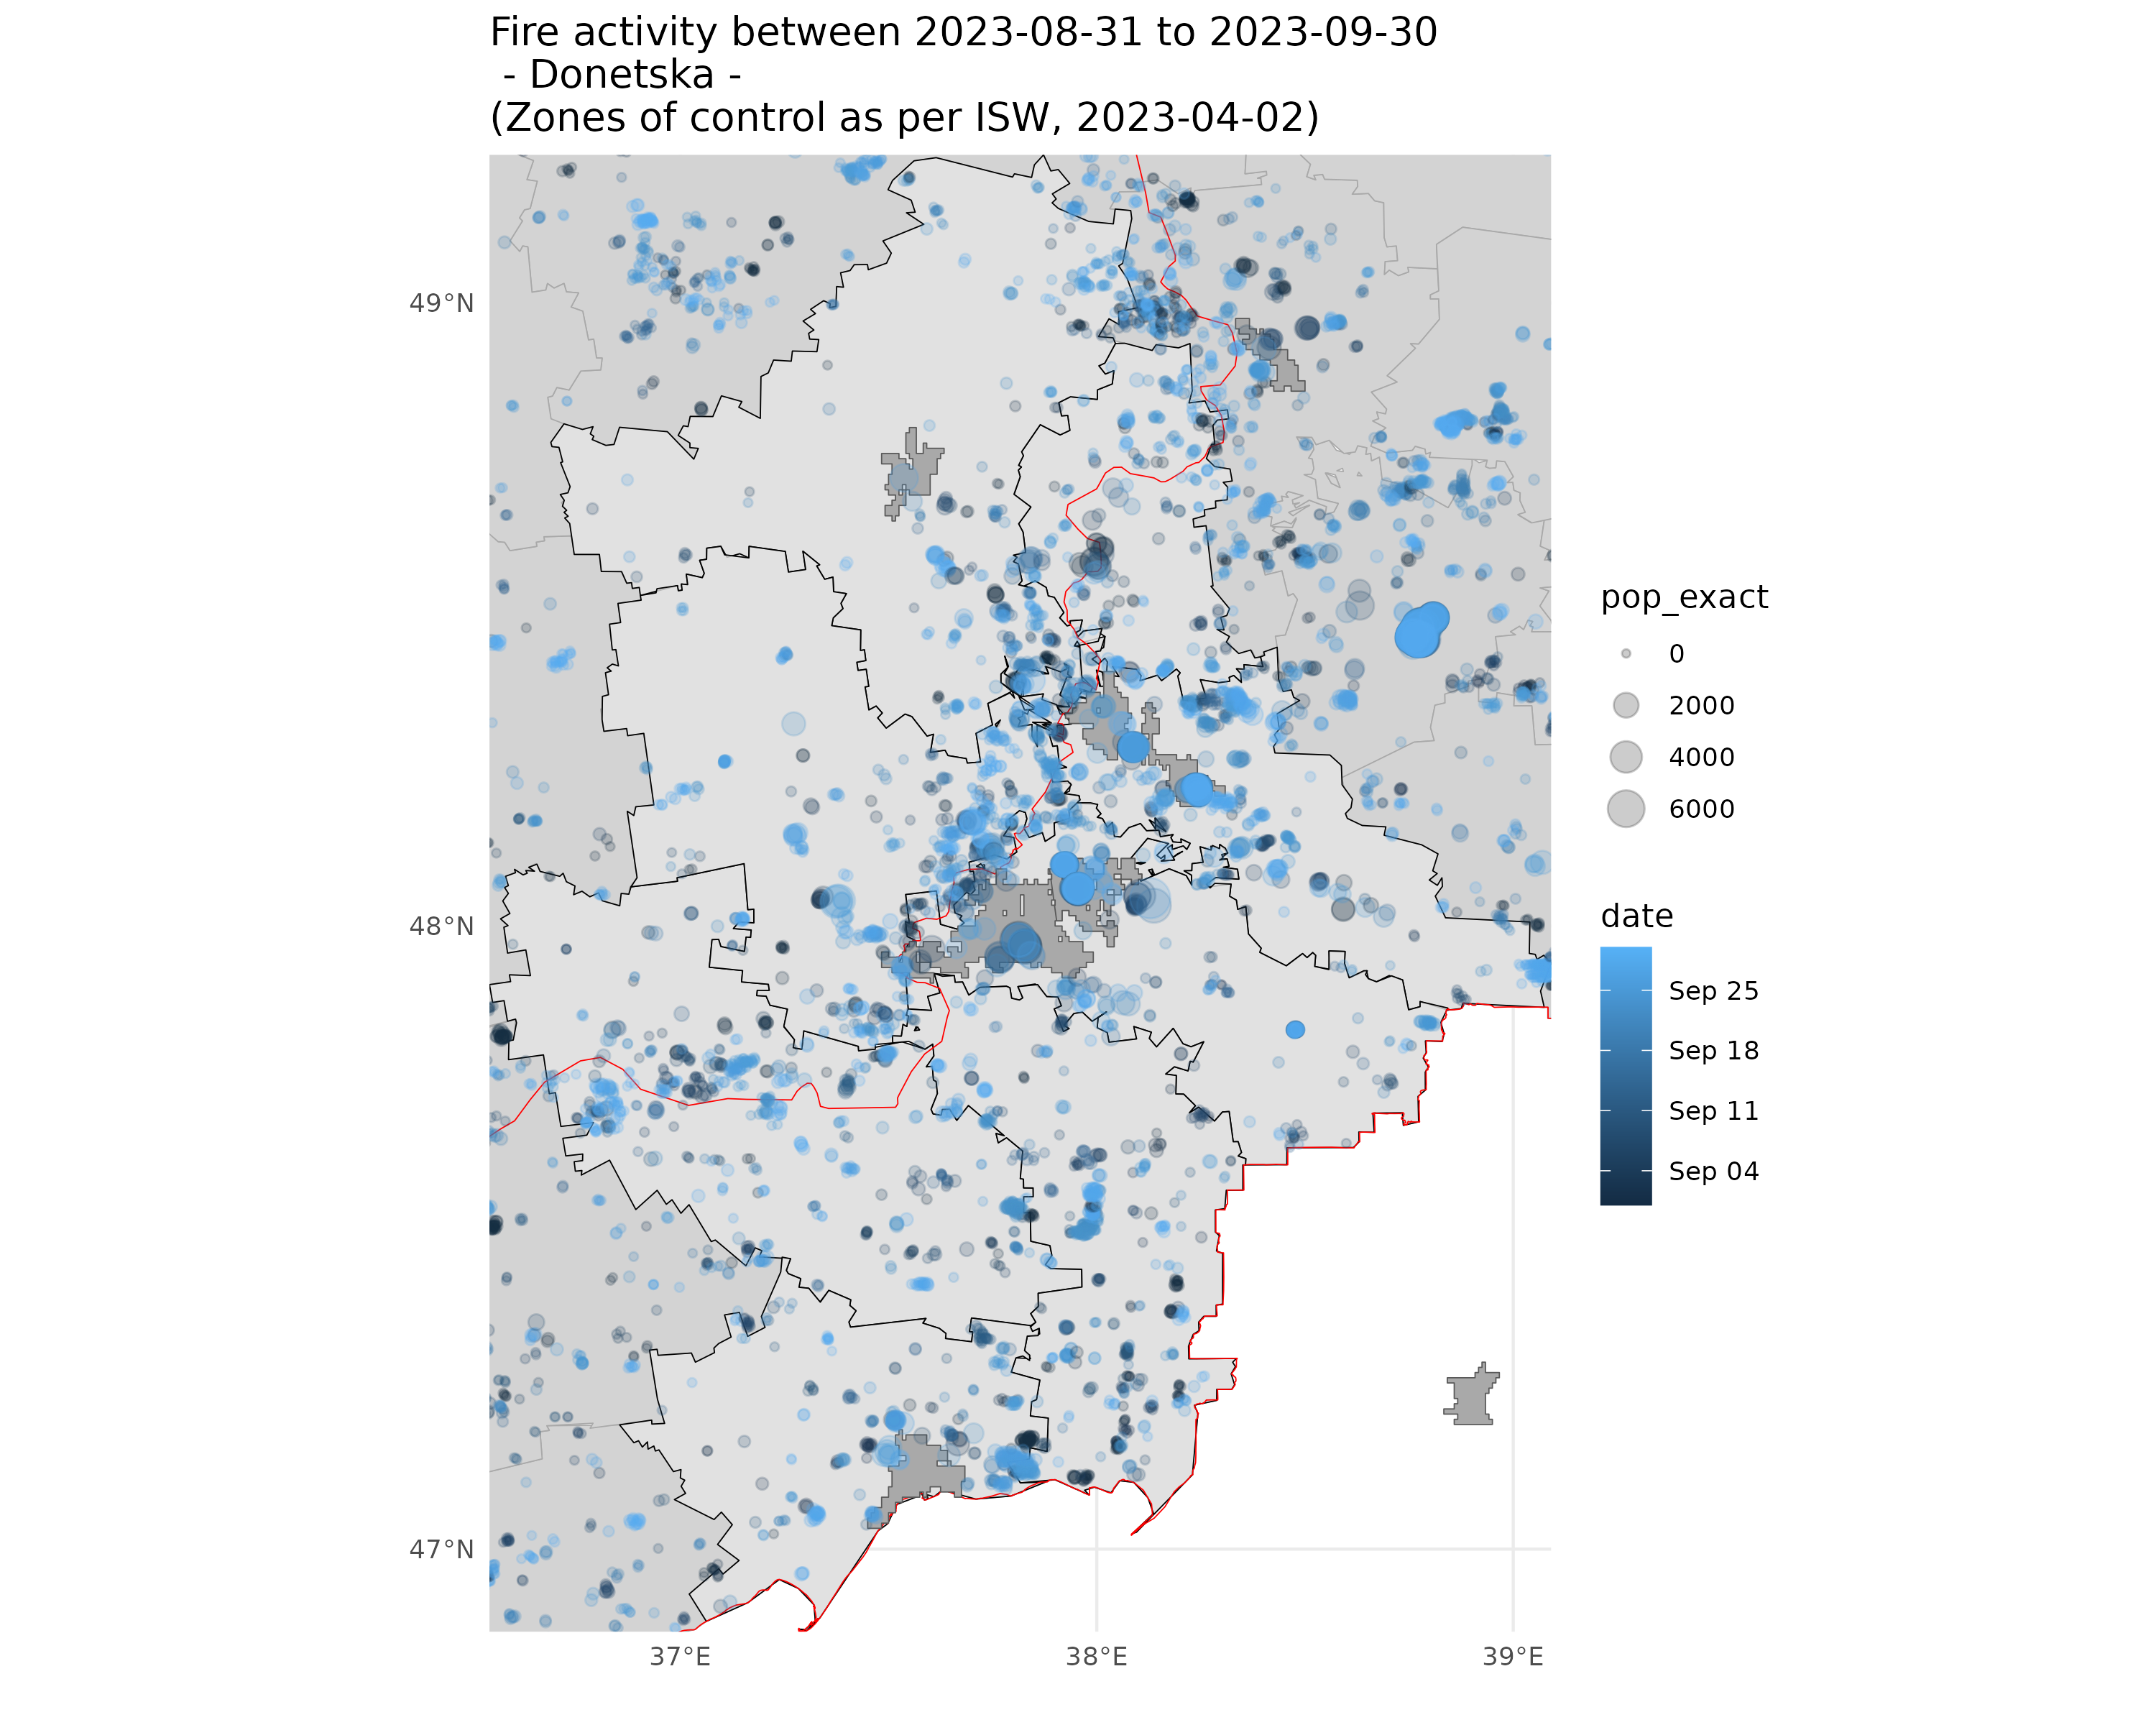 Fire activity between 2023-08-31 to 2023-09-30
- Donetska -
(Zones of control as per ISW, 2023-04-02)
49°N
48°N
47°N
37°E
38°E
39°E
pop_exact
0
2000
4000
6000
date
Sep 25
Sep 18
Sep 11
Sep 04